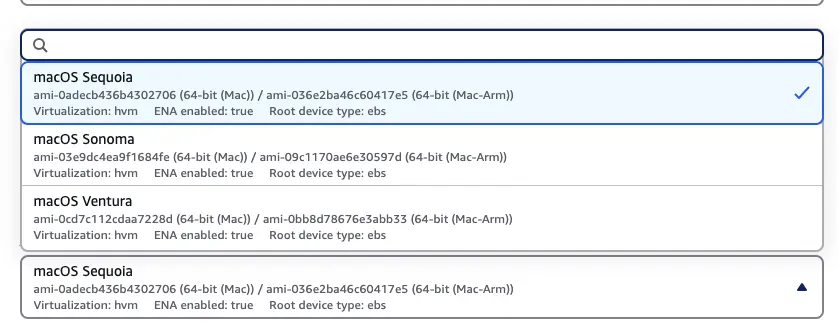 macOS Sequoia
ami-0adecb436b4302706 (64-bit (Mac)) / ami-036e2ba46c60417e5 (64-bit (Mac-Arm))
Virtualization: hvm ENA enabled: true Root device type: ebs
macOS Sonoma
ami-03e9dc4ea9f1684fe (64-bit (Mac)) / ami-09c1170ae6e30597d (64-bit (Mac-Arm))
Virtualization: hvm ENA enabled: true Root device type: ebs
macOS Ventura
ami-0cd7c112cdaa7228d (64-bit (Mac)) / ami-0bb8d78676e3abb33 (64-bit (Mac-Arm))
Virtualization: hvm ENA enabled: true Root device type: ebs
macOS Sequoia
ami-0adecb436b4302706 (64-bit (Mac)) / ami-036e2ba46c60417e5 (64-bit (Mac-Arm))
Virtualization: hvm ENA enabled: true Root device type: ebs